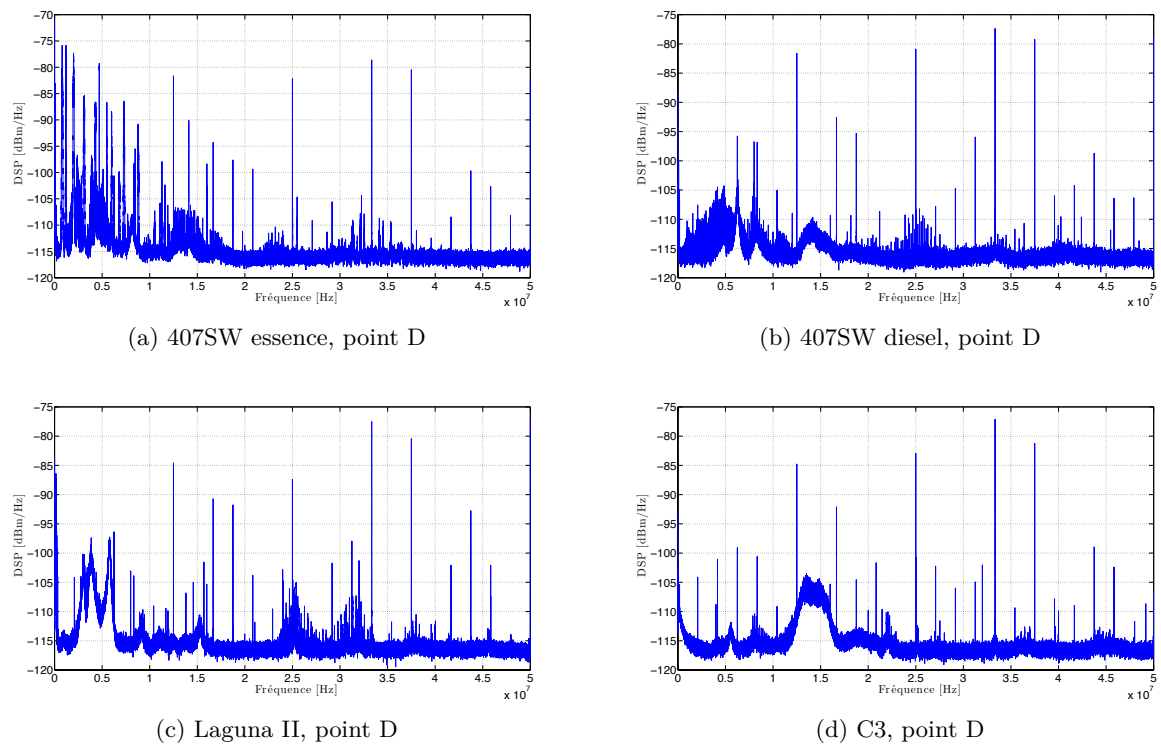 −70
−75
−80
−85
−90
−95
−100
−105
−110
−115
−120
DSP [dBm/Hz]
0 0.5 1 1.5 2 2.5 3 3.5 4 4.5 5
x 10^7
Fréquence [Hz]
(a) 407SW essence, point D
−75
−80
−85
−90
−95
−100
−105
−110
−115
−120
DSP [dBm/Hz]
0 0.5 1 1.5 2 2.5 3 3.5 4 4.5 5
x 10^7
Fréquence [Hz]
(b) 407SW diesel, point D
−75
−80
−85
−90
−95
−100
−105
−110
−115
−120
DSP [dBm/Hz]
0 0.5 1 1.5 2 2.5 3 3.5 4 4.5 5
x 10^7
Fréquence [Hz]
(c) Laguna II, point D
−75
−80
−85
−90
−95
−100
−105
−110
−115
−120
DSP [dBm/Hz]
0 0.5 1 1.5 2 2.5 3 3.5 4 4.5 5
x 10^7
Fréquence [Hz]
(d) C3, point D